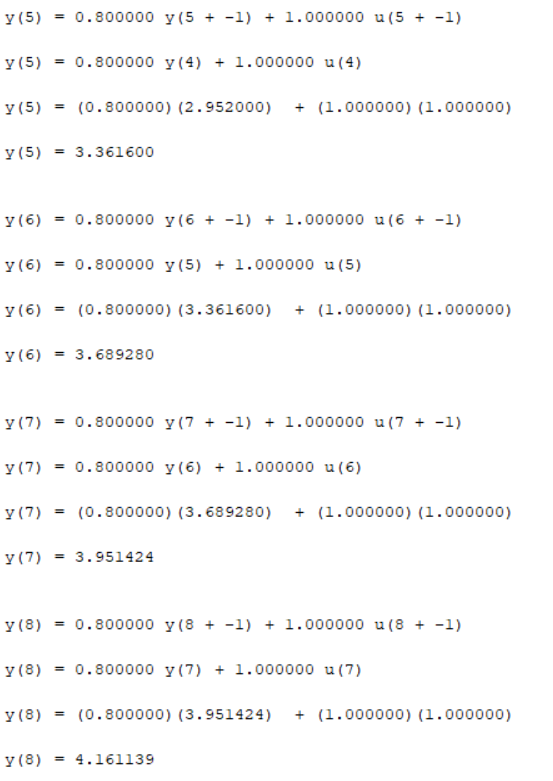 y(5) = 0.800000 y(5 + -1) + 1.000000 u(5 + -1)
y(5) = 0.800000 y(4) + 1.000000 u(4)
y(5) = (0.800000)(2.952000)  + (1.000000)(1.000000)
y(5) = 3.361600
y(6) = 0.800000 y(6 + -1) + 1.000000 u(6 + -1)
y(6) = 0.800000 y(5) + 1.000000 u(5)
y(6) = (0.800000)(3.361600)  + (1.000000)(1.000000)
y(6) = 3.689280
y(7) = 0.800000 y(7 + -1) + 1.000000 u(7 + -1)
y(7) = 0.800000 y(6) + 1.000000 u(6)
y(7) = (0.800000)(3.689280)  + (1.000000)(1.000000)
y(7) = 3.951424
y(8) = 0.800000 y(8 + -1) + 1.000000 u(8 + -1)
y(8) = 0.800000 y(7) + 1.000000 u(7)
y(8) = (0.800000)(3.951424)  + (1.000000)(1.000000)
y(8) = 4.161139